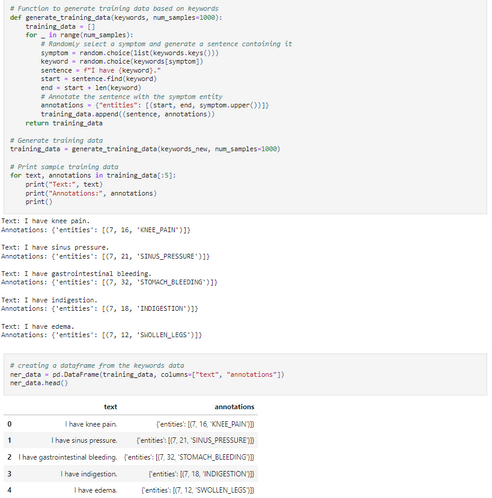 # Function to generate training data based on keywords
def generate_training_data(keywords, num_samples=1000):
    training_data = []
    for _ in range(num_samples):
        # Randomly select a symptom and generate a sentence containing it
        symptom = random.choice(list(keywords.keys()))
        keyword = random.choice(keywords[symptom])
        sentence = f"I have {keyword}."
        start = sentence.find(keyword)
        end = start + len(keyword)
        # Annotate the sentence with the symptom entity
        annotations = {"entities": [(start, end, symptom.upper())]}
        training_data.append((sentence, annotations))
    return training_data
# Generate training data
training_data = generate_training_data(keywords_new, num_samples=1000)
# Print sample training data
for text, annotations in training_data[:5]:
    print("Text:", text)
    print("Annotations:", annotations)
    print()
Text: I have knee pain.
Annotations: {'entities': [(7, 16, 'KNEE_PAIN')]}
Text: I have sinus pressure.
Annotations: {'entities': [(7, 21, 'SINUS_PRESSURE')]}
Text: I have gastrointestinal bleeding.
Annotations: {'entities': [(7, 32, 'STOMACH_BLEEDING')]}
Text: I have indigestion.
Annotations: {'entities': [(7, 18, 'INDIGESTION')]}
Text: I have edema.
Annotations: {'entities': [(7, 12, 'SWOLLEN_LEGS')]}
# creating a dataframe from the keywords data
ner_data = pd.DataFrame(training_data, columns=["text", "annotations"])
ner_data.head()
text annotations
0 I have knee pain. {'entities': [(7, 16, 'KNEE_PAIN')]}
1 I have sinus pressure. {'entities': [(7, 21, 'SINUS_PRESSURE')]}
2 I have gastrointestinal bleeding. {'entities': [(7, 32, 'STOMACH_BLEEDING')]}
3 I have indigestion. {'entities': [(7, 18, 'INDIGESTION')]}
4 I have edema. {'entities': [(7, 12, 'SWOLLEN_LEGS')]}